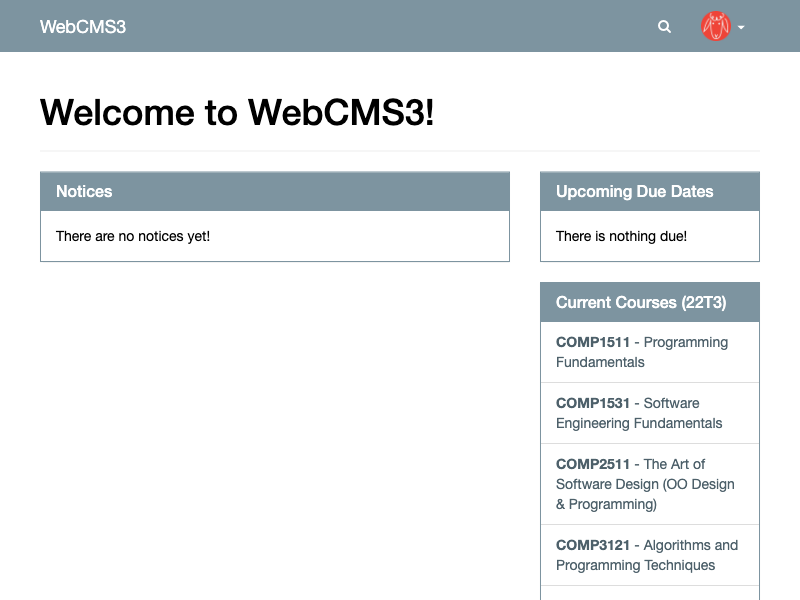 WebCMS3
Welcome to WebCMS3!
Notices
There are no notices yet!
Upcoming Due Dates
There is nothing due!
Current Courses (22T3)
COMP1511 - Programming
Fundamentals
COMP1531 - Software
Engineering Fundamentals
COMP2511 - The Art of
Software Design (OO Design
& Programming)
COMP3121 - Algorithms and
Programming Techniques